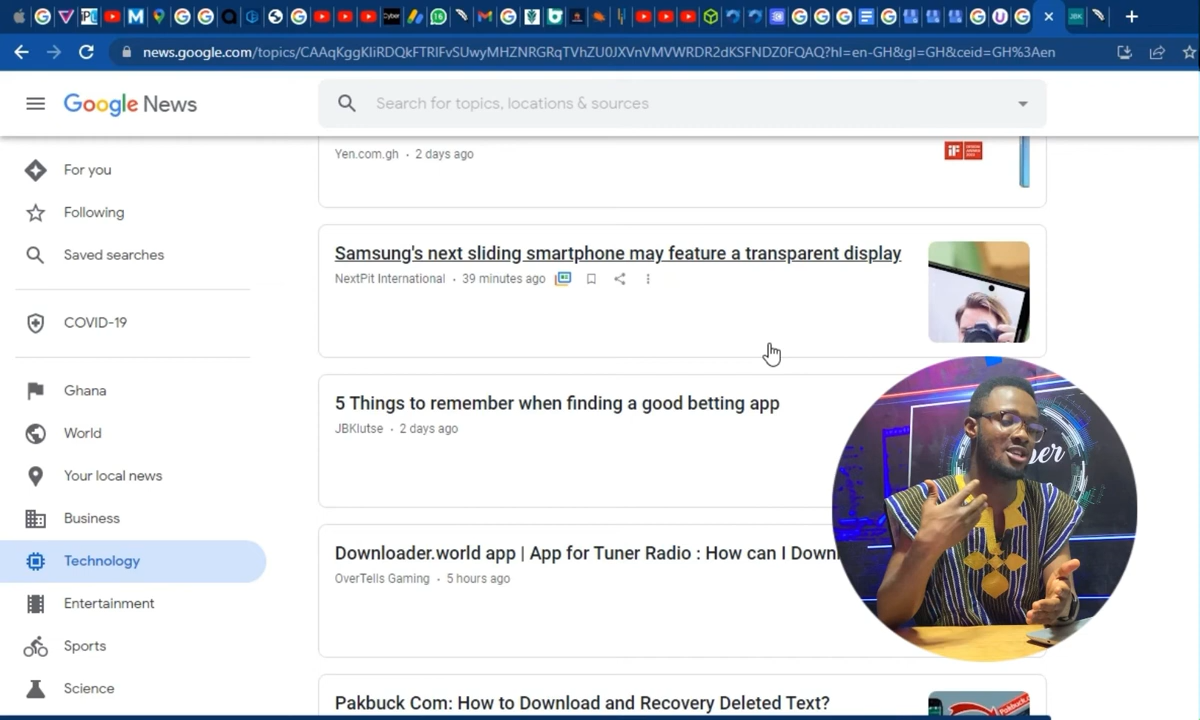 news.google.com/topics/CAAqKggKIiRDQkFTRlFvSUwyMHZNRGRqTVhZU0JXVnVMVWRDR2dKSFNDZ0FQAQ?hl=en-GH&gl=GH&ceid=GH%3Aen
Google News
Search for topics, locations & sources
Yen.com.gh · 2 days ago
iF
For you
Following
Saved searches
COVID-19
Ghana
World
Your local news
Business
Technology
Entertainment
Sports
Science
Samsung's next sliding smartphone may feature a transparent display
NextPit International · 39 minutes ago
5 Things to remember when finding a good betting app
JBKlutse · 2 days ago
Downloader.world app | App for Tuner Radio : How can I Down
OverTells Gaming · 5 hours ago
Pakbuck Com: How to Download and Recovery Deleted Text?